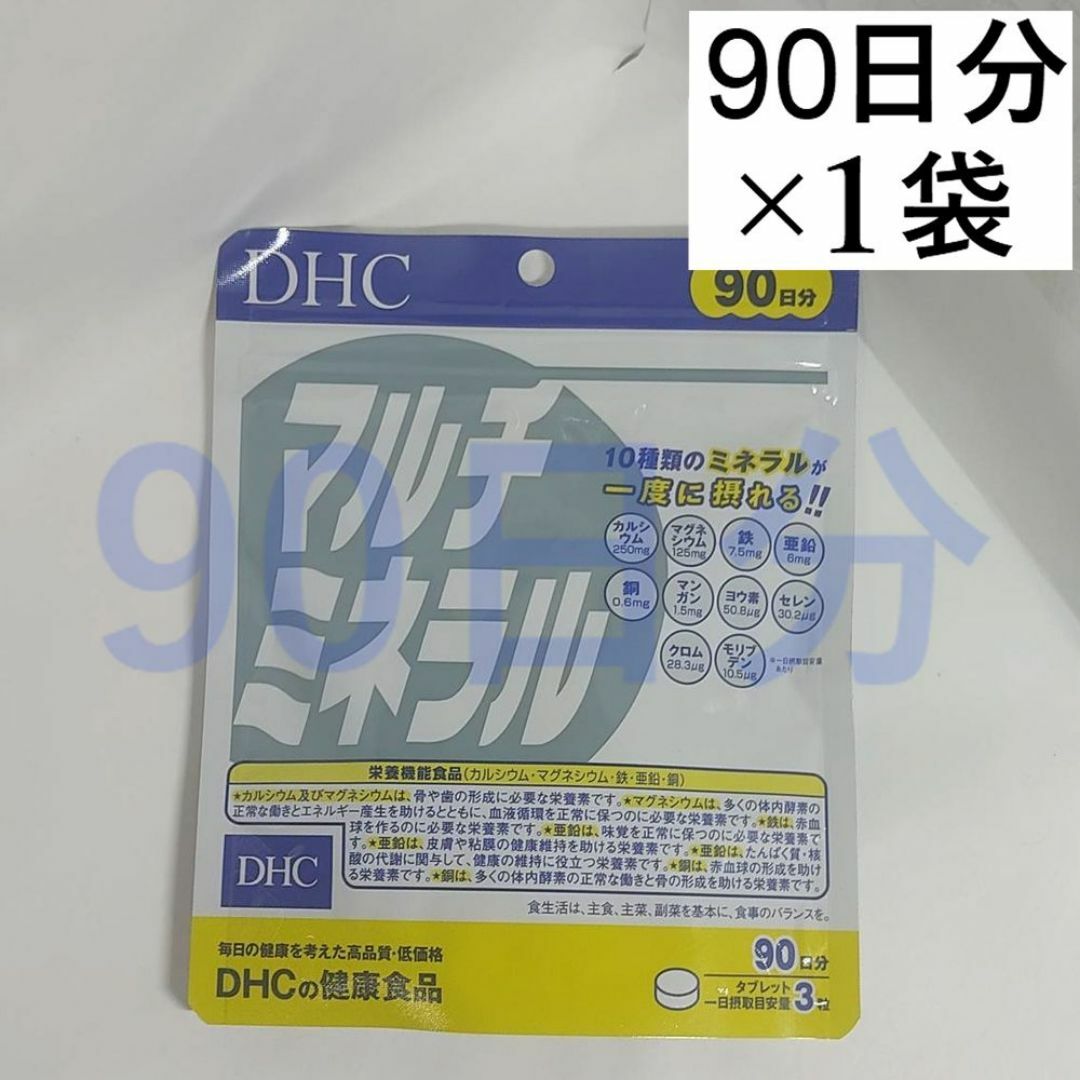 90日分
×1袋
DHC
90日分
マルチ
ミネラル
90日分
10種類のミネラルが
一度に摂れる!!
カルシウム
250mg
マグネシウム
125mg
鉄
7.5mg
亜鉛
6mg
銅
0.6mg
マンガン
1.5mg
ヨウ素
50.8μg
セレン
30.2μg
クロム
28.3μg
モリブデン
10.5μg
※一日摂取目安量
あたり
栄養機能食品(カルシウム・マグネシウム・鉄・亜鉛・銅)
★カルシウム及びマグネシウムは、骨や歯の形成に必要な栄養素です。★マグネシウムは、多くの体内酵素の
正常な働きとエネルギー産生を助けるとともに、血液循環を正常に保つのに必要な栄養素です。★鉄は、赤血
球を作るのに必要な栄養素です。★亜鉛は、味覚を正常に保つのに必要な栄養素で
す。★亜鉛は、皮膚や粘膜の健康維持を助ける栄養素です。★亜鉛は、たんぱく質・核
酸の代謝に関与して、健康の維持に役立つ栄養素です。★銅は、赤血球の形成を助け
る栄養素です。★銅は、多くの体内酵素の正常な働きと骨の形成を助ける栄養素です。
DHC
食生活は、主食、主菜、副菜を基本に、食事のバランスを。
毎日の健康を考えた高品質・低価格
DHCの健康食品
90日分
タブレット
一日摂取目安量3粒